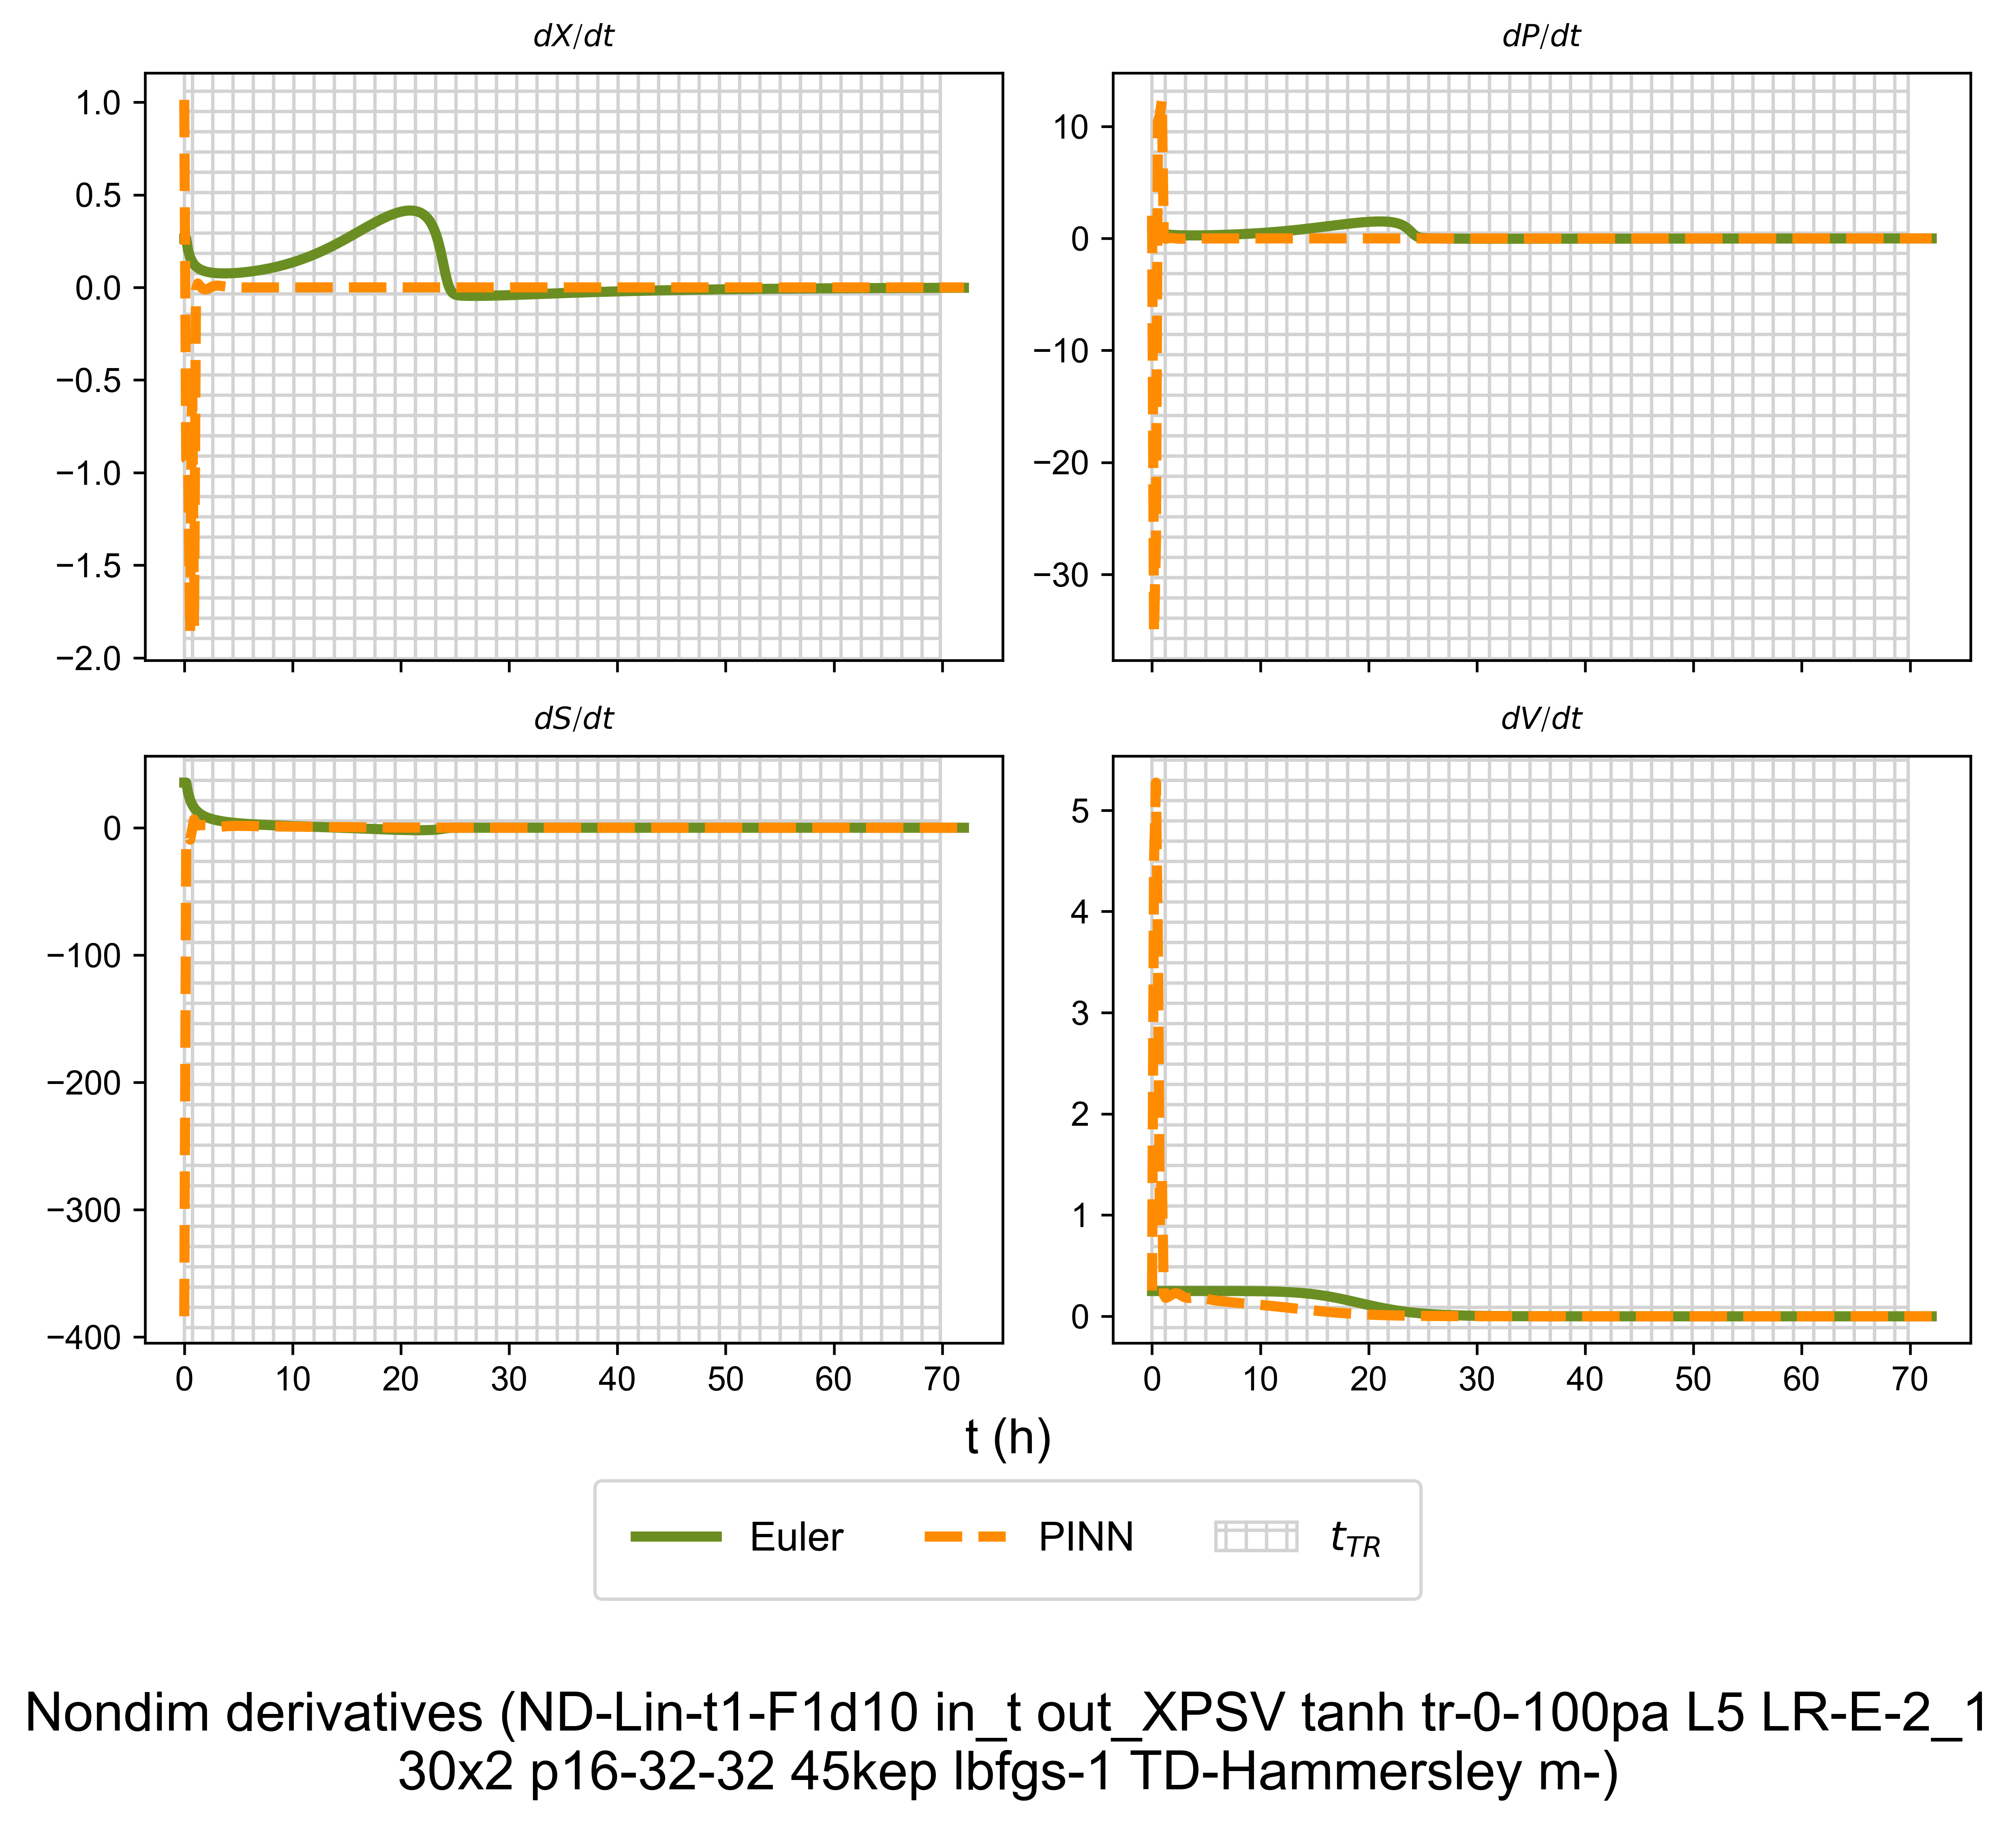 dX/dt
dP/dt
1.0
0.5
0.0
−0.5
−1.0
−1.5
−2.0
10
0
−10
−20
−30
dS/dt
dV/dt
0
−100
−200
−300
−400
5
4
3
2
1
0
0 10 20 30 40 50 60 70
0 10 20 30 40 50 60 70
t (h)
Euler PINN t_TR
Nondim derivatives (ND-Lin-t1-F1d10 in_t out_XPSV tanh tr-0-100pa L5 LR-E-2_1
30x2 p16-32-32 45kep lbfgs-1 TD-Hammersley m-)